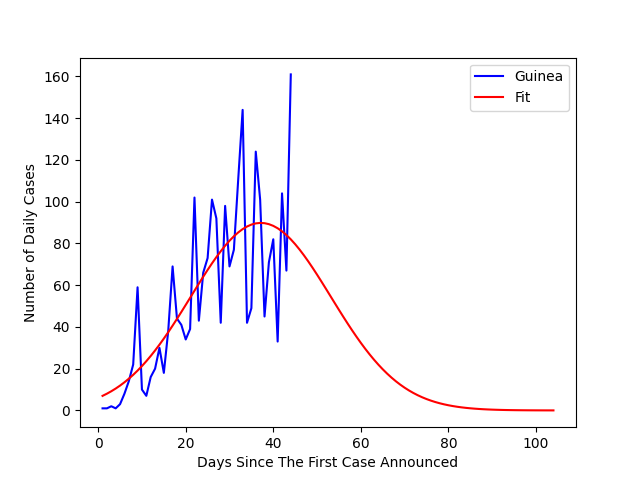 Guinea
Fit
Number of Daily Cases
160
140
120
100
80
60
40
20
0
0 20 40 60 80 100
Days Since The First Case Announced